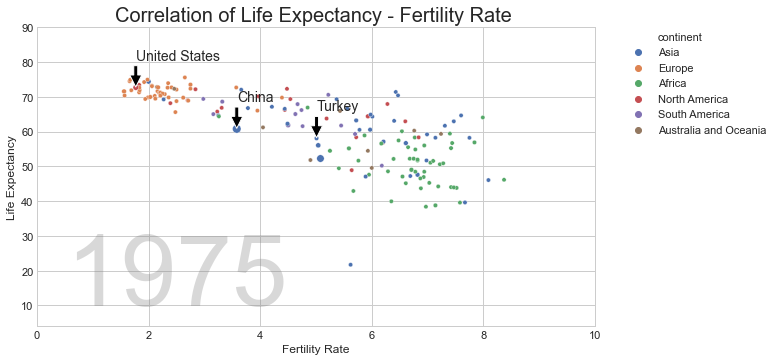 Correlation of Life Expectancy - Fertility Rate
90
80
70
60
50
40
30
20
10
Life Expectancy
United States
China
Turkey
1975
0
2
4
6
8
10
Fertility Rate
continent
Asia
Europe
Africa
North America
South America
Australia and Oceania